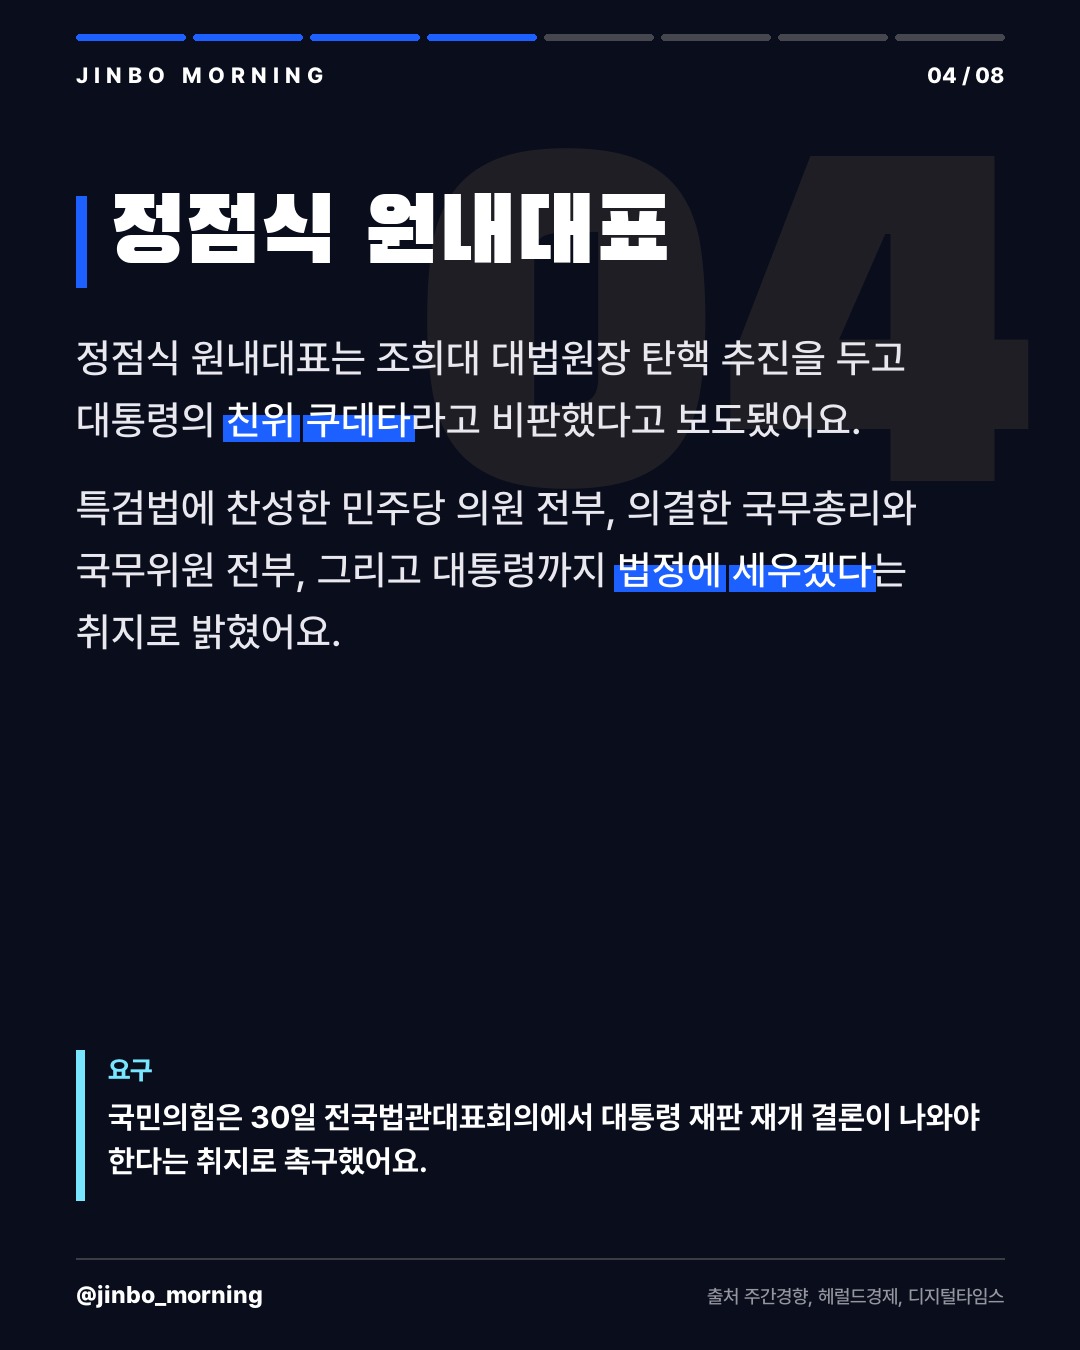 JINBO MORNING
04 / 08
04
정점식 원내대표
정점식 원내대표는 조희대 대법원장 탄핵 추진을 두고
대통령의 친위 쿠데타라고 비판했다고 보도됐어요.
특검법에 찬성한 민주당 의원 전부, 의결한 국무총리와
국무위원 전부, 그리고 대통령까지 법정에 세우겠다는
취지로 밝혔어요.
요구
국민의힘은 30일 전국법관대표회의에서 대통령 재판 재개 결론이 나와야
한다는 취지로 촉구했어요.
@jinbo_morning
출처 주간경향, 헤럴드경제, 디지털타임스